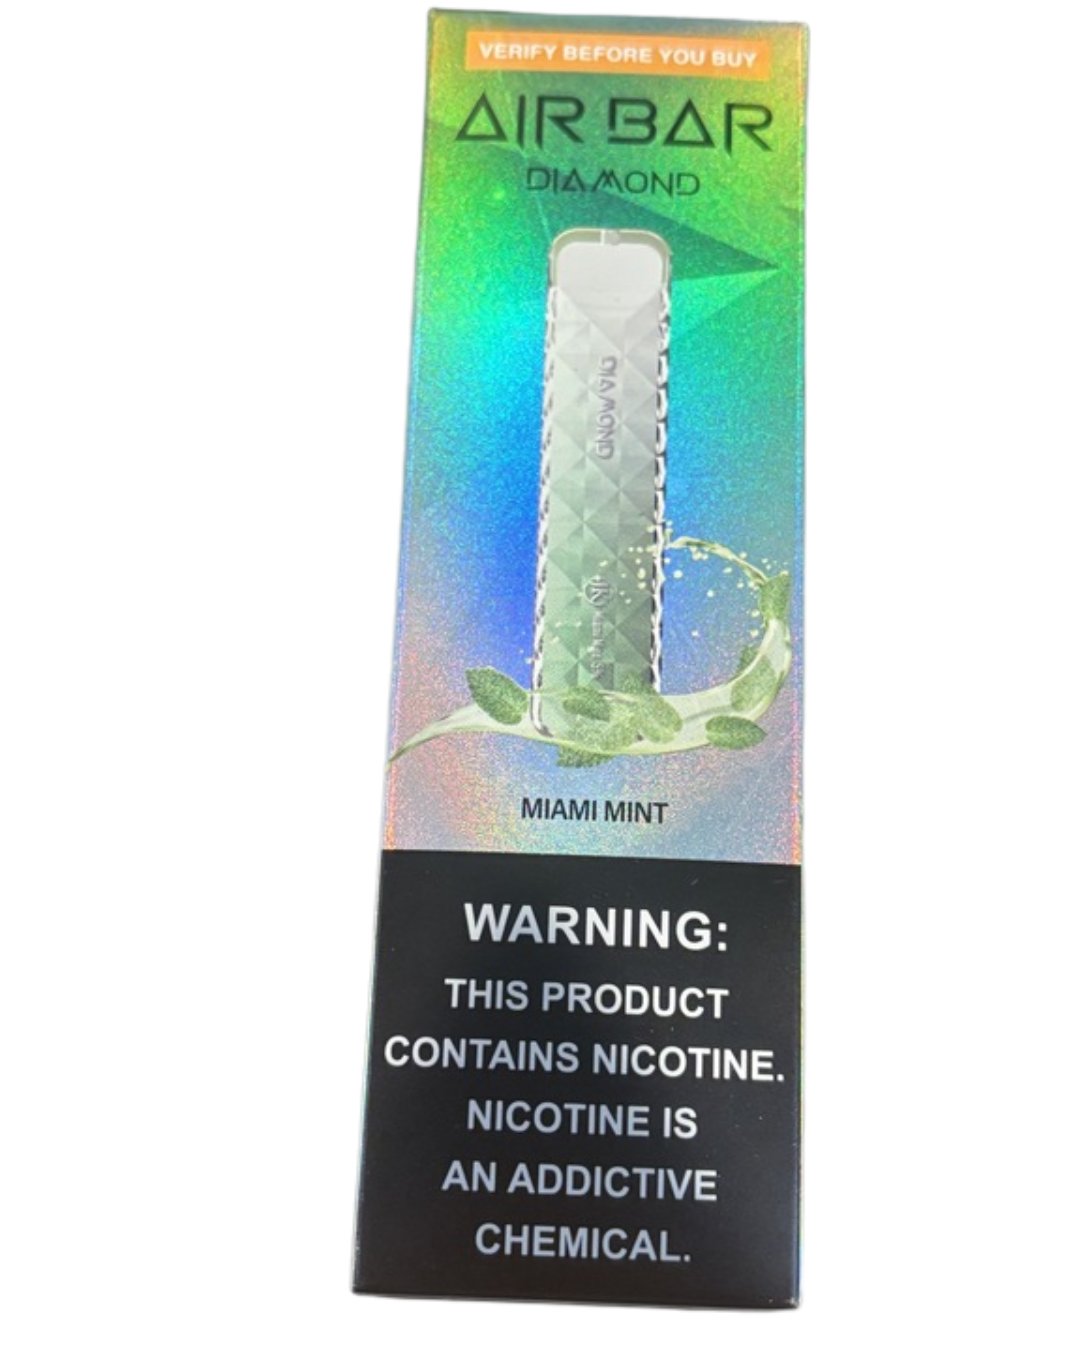 VERIFY BEFORE YOU BUY
AIR BAR
DIAMOND
DIAMOND
MIAMI MINT
WARNING:
THIS PRODUCT
CONTAINS NICOTINE.
NICOTINE IS
AN ADDICTIVE
CHEMICAL.